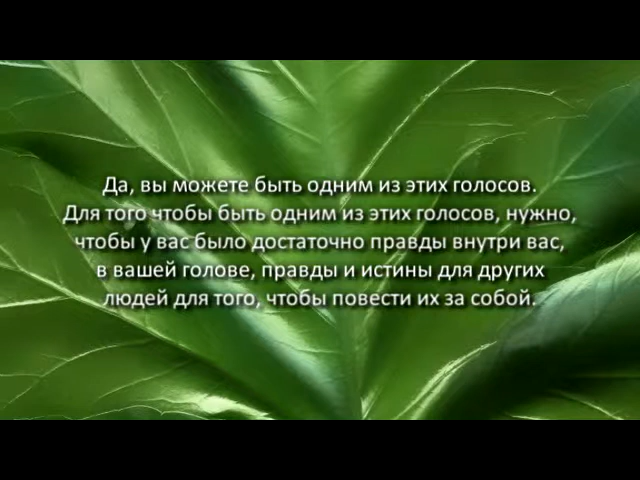 Да, вы можете быть одним из этих голосов.
Для того чтобы быть одним из этих голосов, нужно,
чтобы у вас было достаточно правды внутри вас,
в вашей голове, правды и истины для других
людей для того, чтобы повести их за собой.